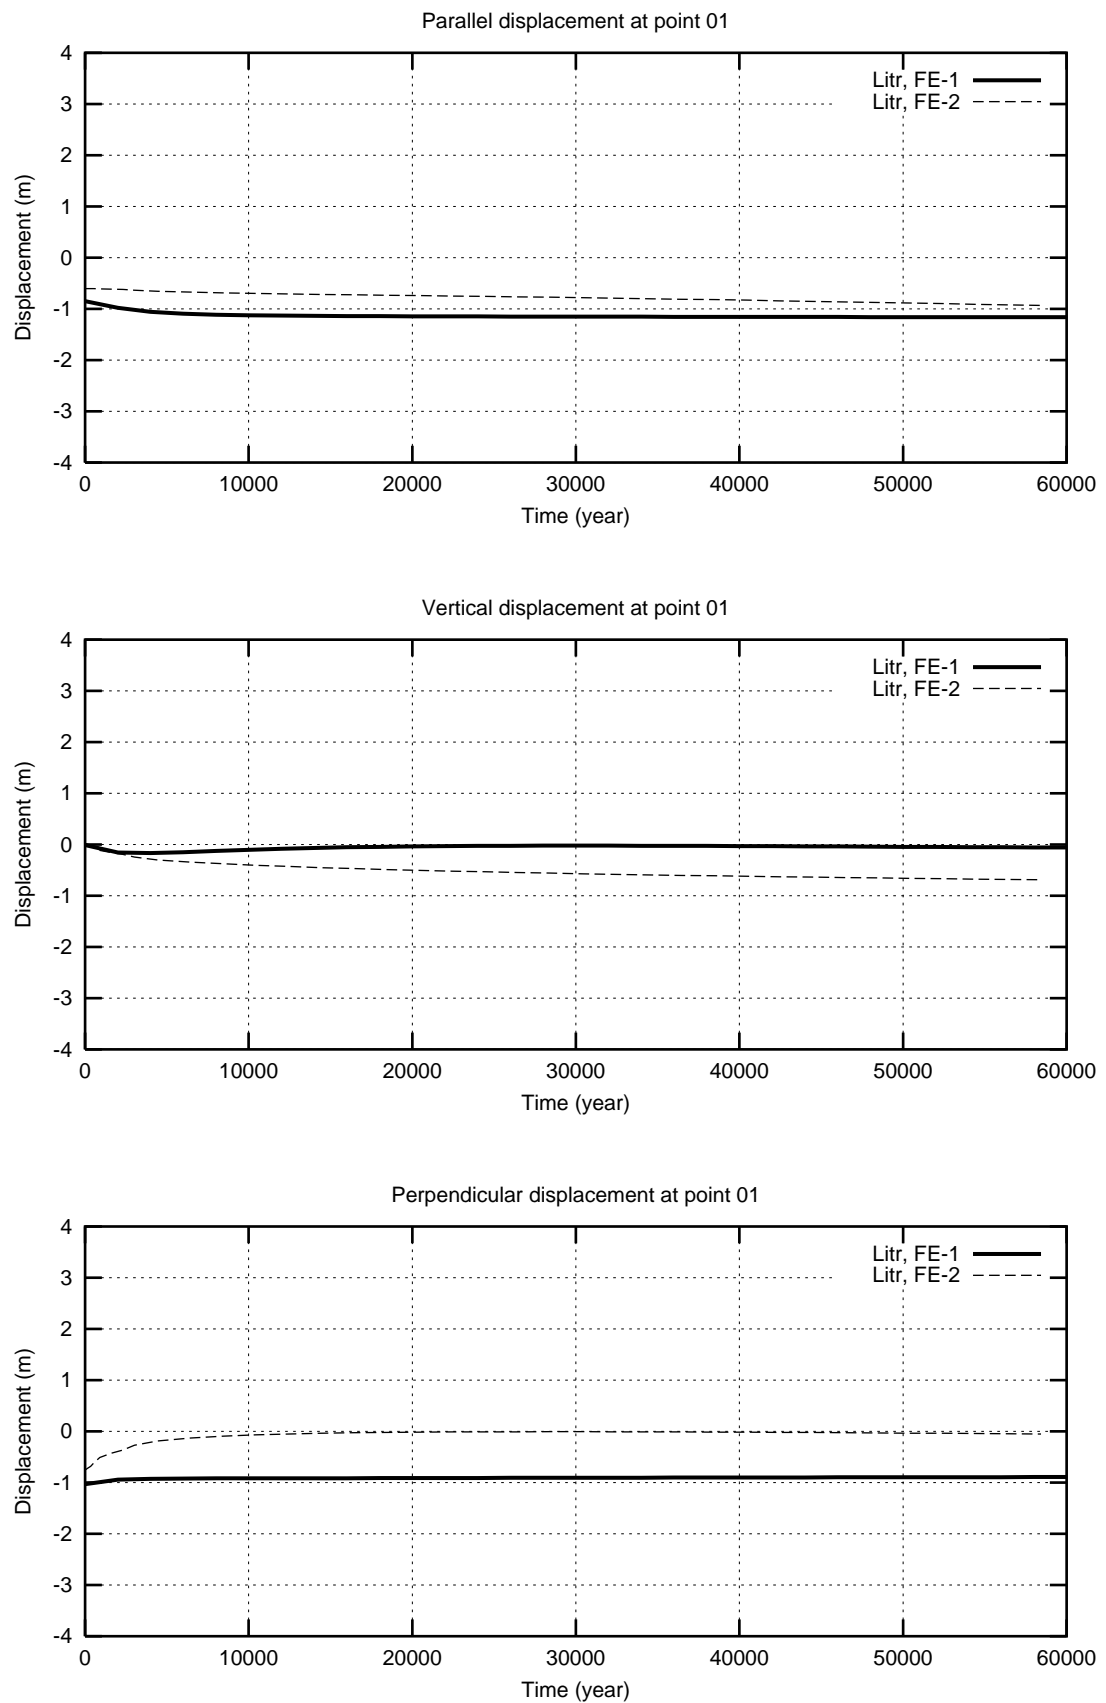 Parallel displacement at point 01
4
Litr, FE-1
3
Litr, FE-2
2
1
0
-1
-2
-3
-4
Displacement (m)
0 10000 20000 30000 40000 50000 60000
Time (year)
Vertical displacement at point 01
4
Litr, FE-1
3
Litr, FE-2
2
1
0
-1
-2
-3
-4
Displacement (m)
0 10000 20000 30000 40000 50000 60000
Time (year)
Perpendicular displacement at point 01
4
Litr, FE-1
3
Litr, FE-2
2
1
0
-1
-2
-3
-4
Displacement (m)
0 10000 20000 30000 40000 50000 60000
Time (year)